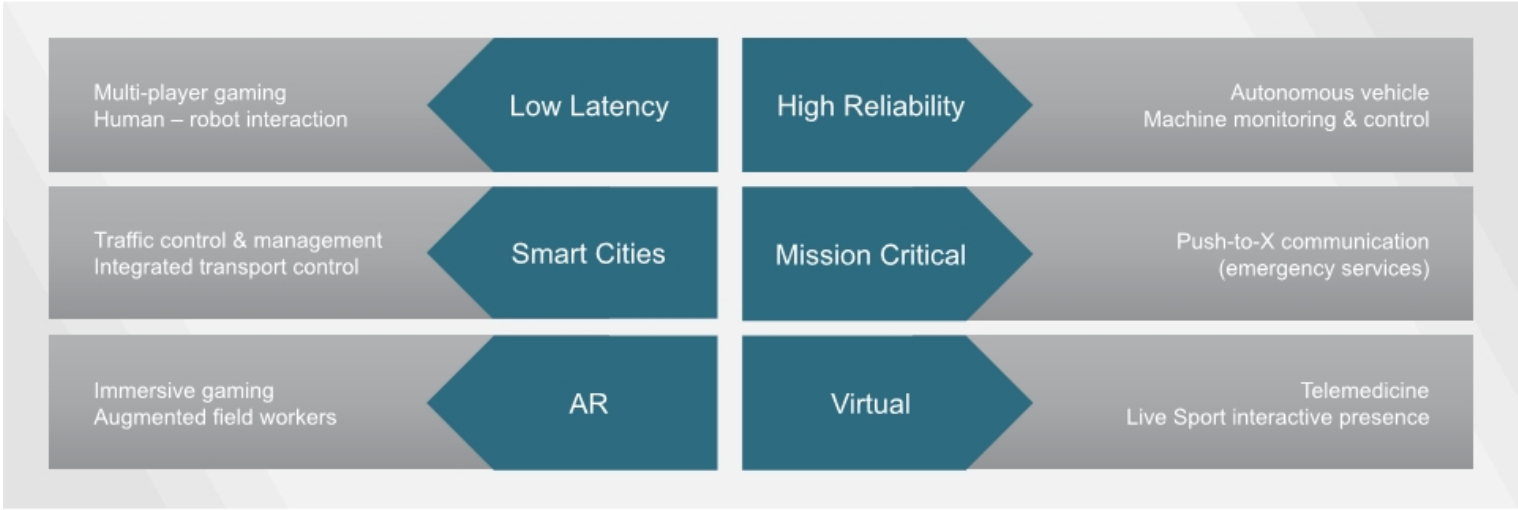 Multi-player gaming
Human – robot interaction
Low Latency
High Reliability
Autonomous vehicle
Machine monitoring & control
Traffic control & management
Integrated transport control
Smart Cities
Mission Critical
Push-to-X communication
(emergency services)
Immersive gaming
Augmented field workers
AR
Virtual
Telemedicine
Live Sport interactive presence